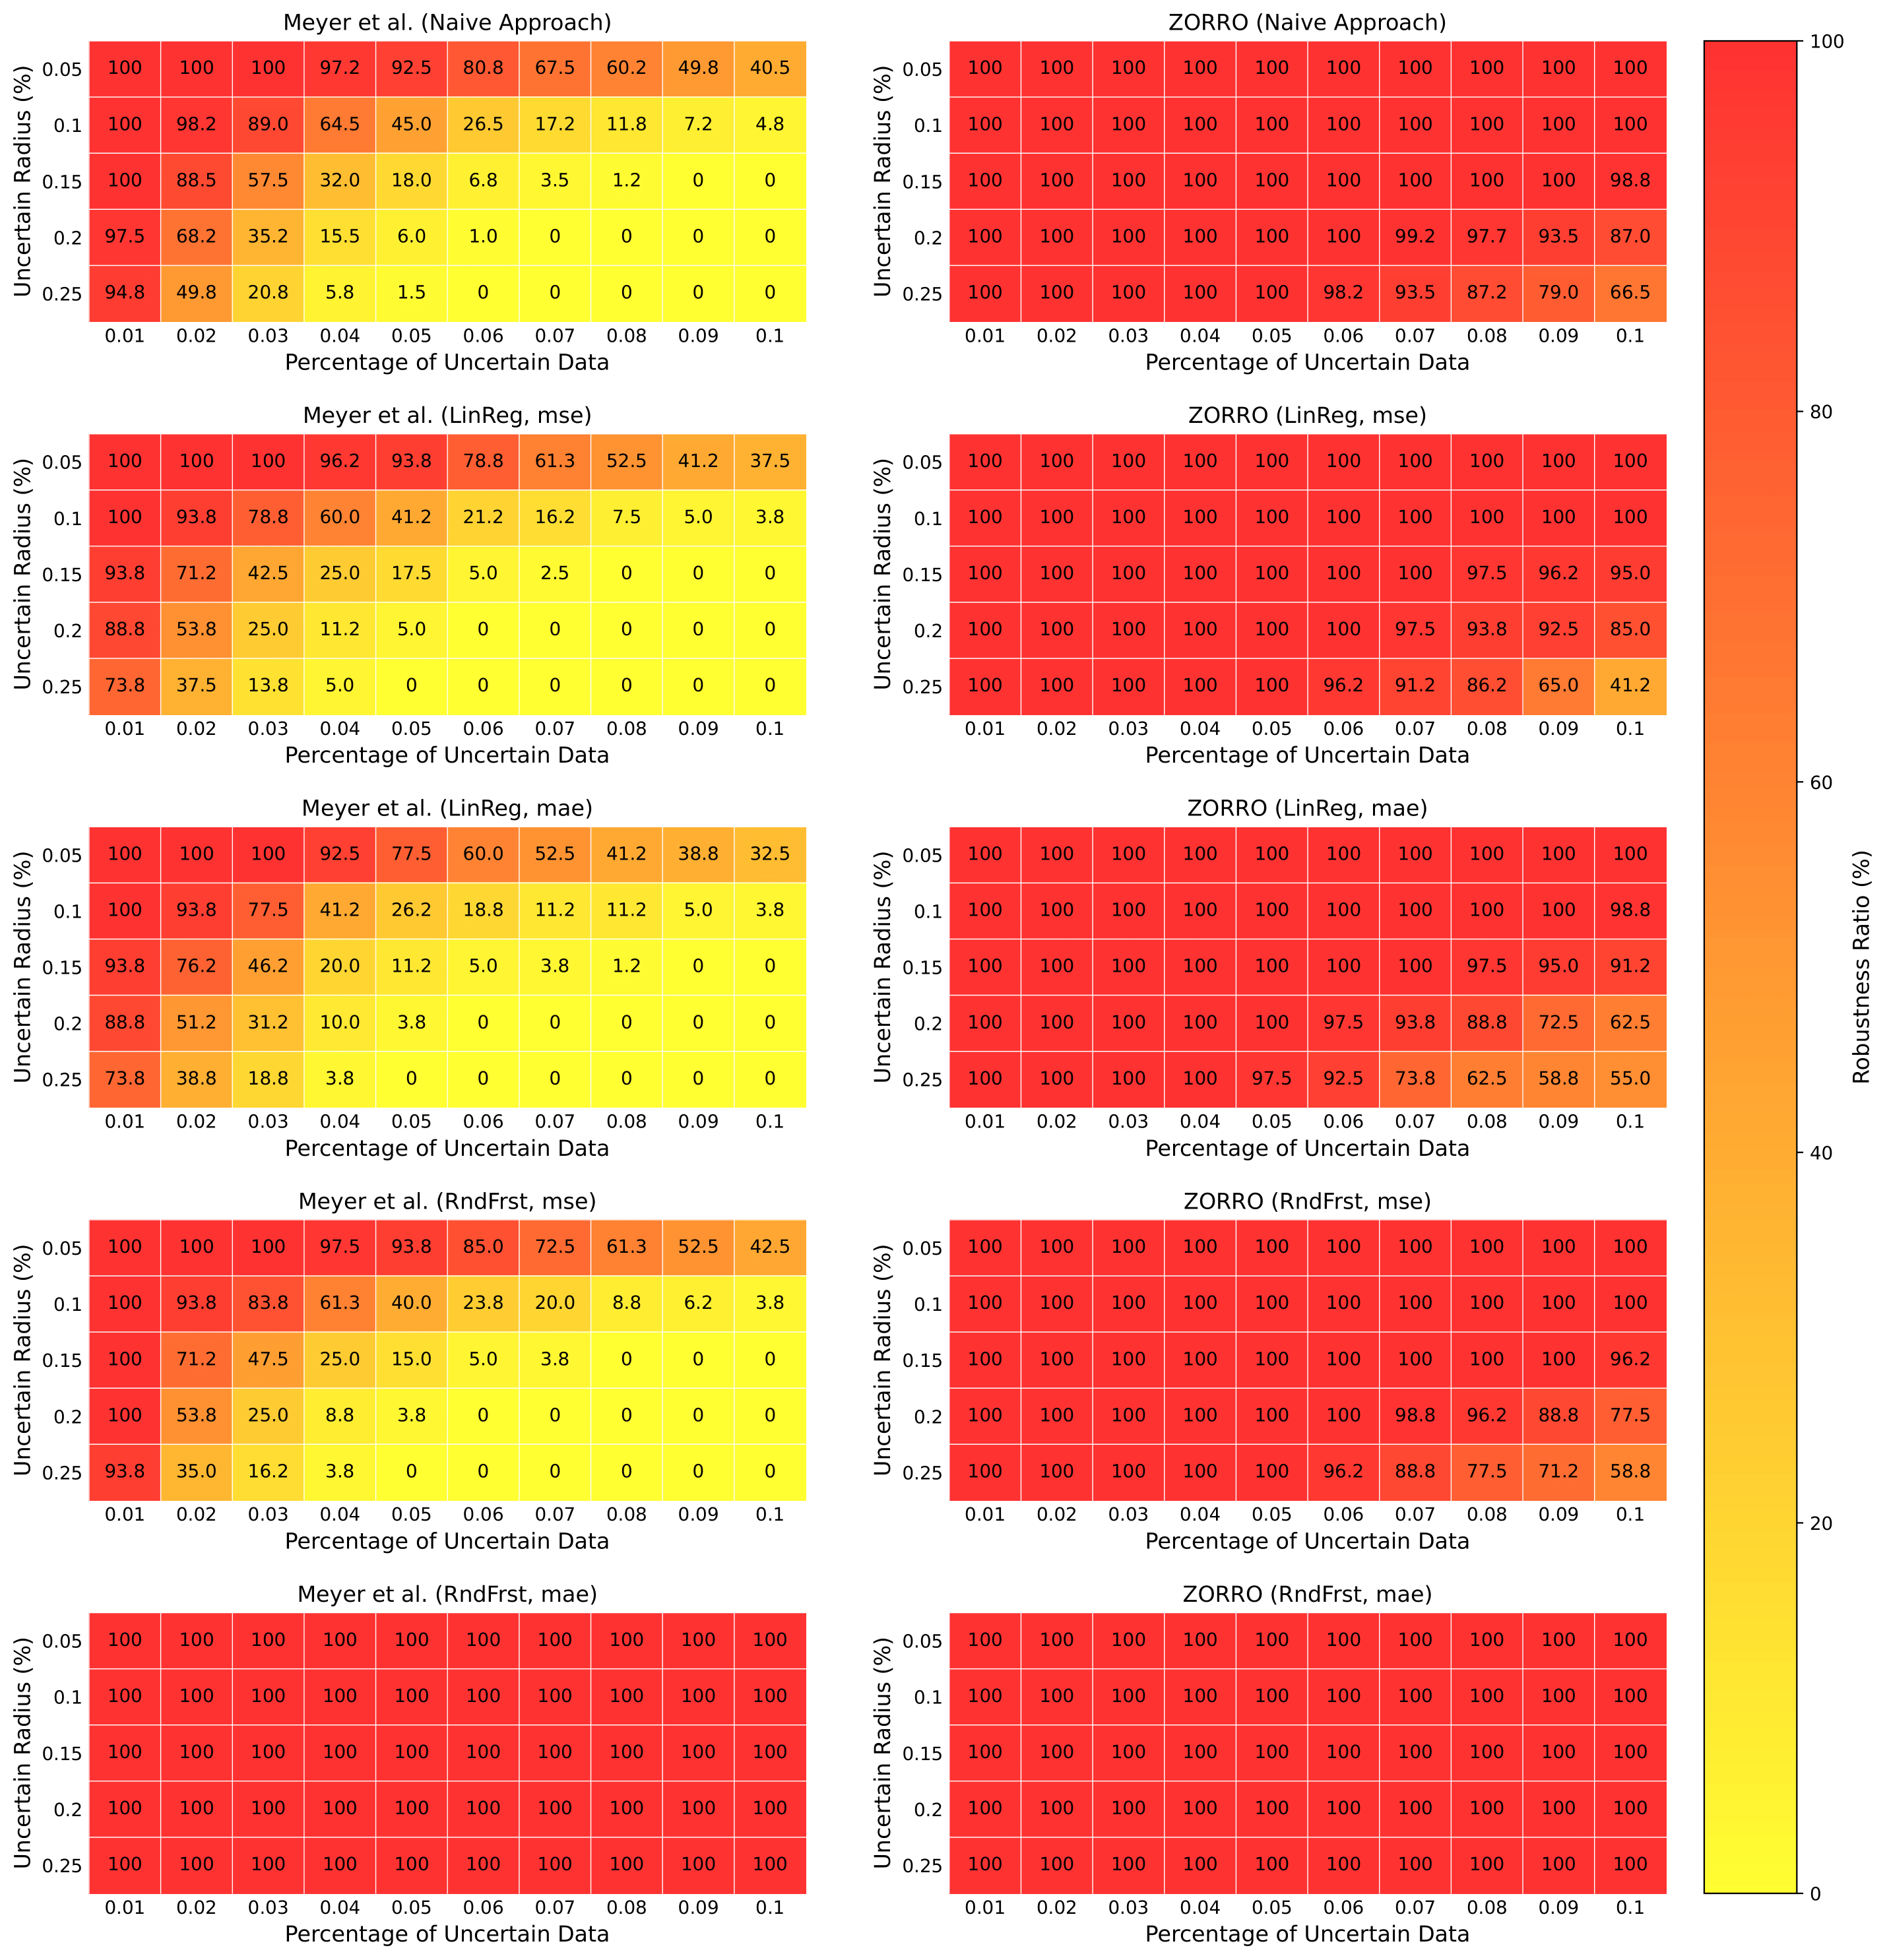 Meyer et al. (Naive Approach)
Uncertain Radius (%)
0.05 100 100 100 97.2 92.5 80.8 67.5 60.2 49.8 40.5
0.1 100 98.2 89.0 64.5 45.0 26.5 17.2 11.8 7.2 4.8
0.15 100 88.5 57.5 32.0 18.0 6.8 3.5 1.2 0 0
0.2 97.5 68.2 35.2 15.5 6.0 1.0 0 0 0 0
0.25 94.8 49.8 20.8 5.8 1.5 0 0 0 0 0
0.01 0.02 0.03 0.04 0.05 0.06 0.07 0.08 0.09 0.1
Percentage of Uncertain Data
ZORRO (Naive Approach)
Uncertain Radius (%)
0.05 100 100 100 100 100 100 100 100 100 100
0.1 100 100 100 100 100 100 100 100 100 100
0.15 100 100 100 100 100 100 100 100 100 98.8
0.2 100 100 100 100 100 100 99.2 97.7 93.5 87.0
0.25 100 100 100 100 100 98.2 93.5 87.2 79.0 66.5
0.01 0.02 0.03 0.04 0.05 0.06 0.07 0.08 0.09 0.1
Percentage of Uncertain Data
Meyer et al. (LinReg, mse)
Uncertain Radius (%)
0.05 100 100 100 96.2 93.8 78.8 61.3 52.5 41.2 37.5
0.1 100 93.8 78.8 60.0 41.2 21.2 16.2 7.5 5.0 3.8
0.15 93.8 71.2 42.5 25.0 17.5 5.0 2.5 0 0 0
0.2 88.8 53.8 25.0 11.2 5.0 0 0 0 0 0
0.25 73.8 37.5 13.8 5.0 0 0 0 0 0 0
0.01 0.02 0.03 0.04 0.05 0.06 0.07 0.08 0.09 0.1
Percentage of Uncertain Data
ZORRO (LinReg, mse)
Uncertain Radius (%)
0.05 100 100 100 100 100 100 100 100 100 100
0.1 100 100 100 100 100 100 100 100 100 100
0.15 100 100 100 100 100 100 100 97.5 96.2 95.0
0.2 100 100 100 100 100 100 97.5 93.8 92.5 85.0
0.25 100 100 100 100 100 96.2 91.2 86.2 65.0 41.2
0.01 0.02 0.03 0.04 0.05 0.06 0.07 0.08 0.09 0.1
Percentage of Uncertain Data
Meyer et al. (LinReg, mae)
Uncertain Radius (%)
0.05 100 100 100 92.5 77.5 60.0 52.5 41.2 38.8 32.5
0.1 100 93.8 77.5 41.2 26.2 18.8 11.2 11.2 5.0 3.8
0.15 93.8 76.2 46.2 20.0 11.2 5.0 3.8 1.2 0 0
0.2 88.8 51.2 31.2 10.0 3.8 0 0 0 0 0
0.25 73.8 38.8 18.8 3.8 0 0 0 0 0 0
0.01 0.02 0.03 0.04 0.05 0.06 0.07 0.08 0.09 0.1
Percentage of Uncertain Data
ZORRO (LinReg, mae)
Uncertain Radius (%)
0.05 100 100 100 100 100 100 100 100 100 100
0.1 100 100 100 100 100 100 100 100 100 98.8
0.15 100 100 100 100 100 100 100 97.5 95.0 91.2
0.2 100 100 100 100 100 97.5 93.8 88.8 72.5 62.5
0.25 100 100 100 100 97.5 92.5 73.8 62.5 58.8 55.0
0.01 0.02 0.03 0.04 0.05 0.06 0.07 0.08 0.09 0.1
Percentage of Uncertain Data
Meyer et al. (RndFrst, mse)
Uncertain Radius (%)
0.05 100 100 100 97.5 93.8 85.0 72.5 61.3 52.5 42.5
0.1 100 93.8 83.8 61.3 40.0 23.8 20.0 8.8 6.2 3.8
0.15 100 71.2 47.5 25.0 15.0 5.0 3.8 0 0 0
0.2 100 53.8 25.0 8.8 3.8 0 0 0 0 0
0.25 93.8 35.0 16.2 3.8 0 0 0 0 0 0
0.01 0.02 0.03 0.04 0.05 0.06 0.07 0.08 0.09 0.1
Percentage of Uncertain Data
ZORRO (RndFrst, mse)
Uncertain Radius (%)
0.05 100 100 100 100 100 100 100 100 100 100
0.1 100 100 100 100 100 100 100 100 100 100
0.15 100 100 100 100 100 100 100 100 100 96.2
0.2 100 100 100 100 100 100 98.8 96.2 88.8 77.5
0.25 100 100 100 100 100 96.2 88.8 77.5 71.2 58.8
0.01 0.02 0.03 0.04 0.05 0.06 0.07 0.08 0.09 0.1
Percentage of Uncertain Data
Meyer et al. (RndFrst, mae)
Uncertain Radius (%)
0.05 100 100 100 100 100 100 100 100 100 100
0.1 100 100 100 100 100 100 100 100 100 100
0.15 100 100 100 100 100 100 100 100 100 100
0.2 100 100 100 100 100 100 100 100 100 100
0.25 100 100 100 100 100 100 100 100 100 100
0.01 0.02 0.03 0.04 0.05 0.06 0.07 0.08 0.09 0.1
Percentage of Uncertain Data
ZORRO (RndFrst, mae)
Uncertain Radius (%)
0.05 100 100 100 100 100 100 100 100 100 100
0.1 100 100 100 100 100 100 100 100 100 100
0.15 100 100 100 100 100 100 100 100 100 100
0.2 100 100 100 100 100 100 100 100 100 100
0.25 100 100 100 100 100 100 100 100 100 100
0.01 0.02 0.03 0.04 0.05 0.06 0.07 0.08 0.09 0.1
Percentage of Uncertain Data
100
80
60
40
20
0
Robustness Ratio (%)